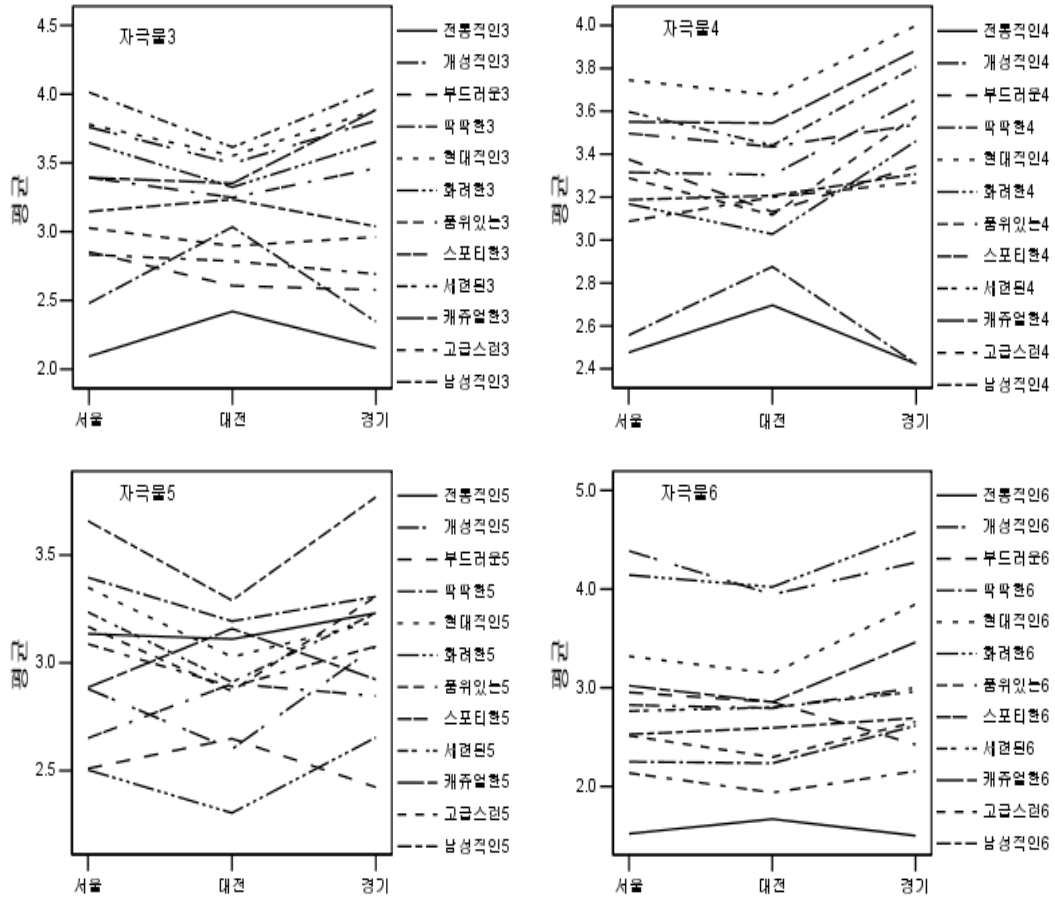 자극물3
4.5
4.0
3.5
3.0
2.5
2.0
평균
서울 대전 경기
전통적인3
개성적인3
부드러운3
딱딱한3
현대적인3
화려한3
품위있는3
스포티한3
세련된3
캐쥬얼한3
고급스런3
남성적인3
자극물4
4.0
3.8
3.6
3.4
3.2
3.0
2.8
2.6
2.4
평균
서울 대전 경기
전통적인4
개성적인4
부드러운4
딱딱한4
현대적인4
화려한4
품위있는4
스포티한4
세련된4
캐쥬얼한4
고급스런4
남성적인4
자극물5
3.5
3.0
2.5
평균
서울 대전 경기
전통적인5
개성적인5
부드러운5
딱딱한5
현대적인5
화려한5
품위있는5
스포티한5
세련된5
캐쥬얼한5
고급스런5
남성적인5
자극물6
5.0
4.0
3.0
2.0
평균
서울 대전 경기
전통적인6
개성적인6
부드러운6
딱딱한6
현대적인6
화려한6
품위있는6
스포티한6
세련된6
캐쥬얼한6
고급스런6
남성적인6